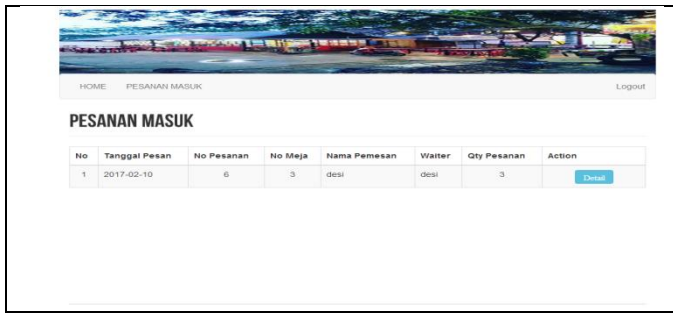 HOME PESANAN MASUK Logout
PESANAN MASUK
No Tanggal Pesan No Pesanan No Meja Nama Pemesan Waiter Qty Pesanan Action
1 2017-02-10 6 3 desi desi 3 Detail